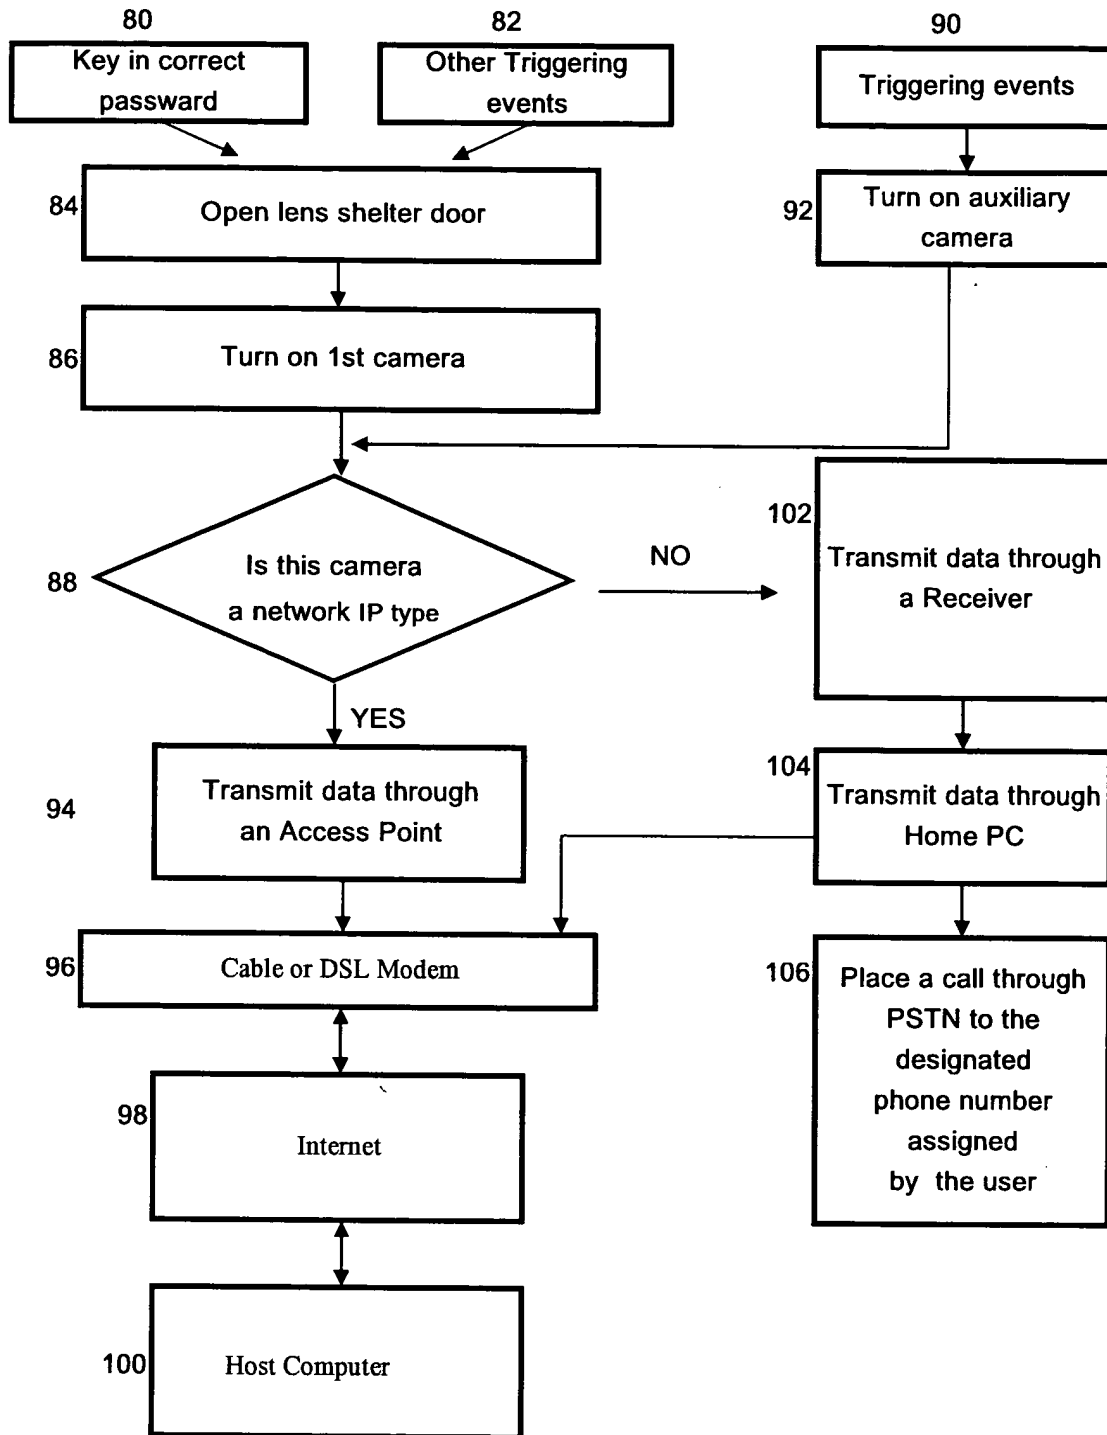 80
82
90
Key in correct
passward
Other Triggering
events
Triggering events
84
Open lens shelter door
92
Turn on auxiliary
camera
86
Turn on 1st camera
88
Is this camera
a network IP type
NO
102
Transmit data through
a Receiver
YES
94
Transmit data through
an Access Point
104
Transmit data through
Home PC
96
Cable or DSL Modem
106
Place a call through
PSTN to the
designated
phone number
assigned
by the user
98
Internet
100
Host Computer